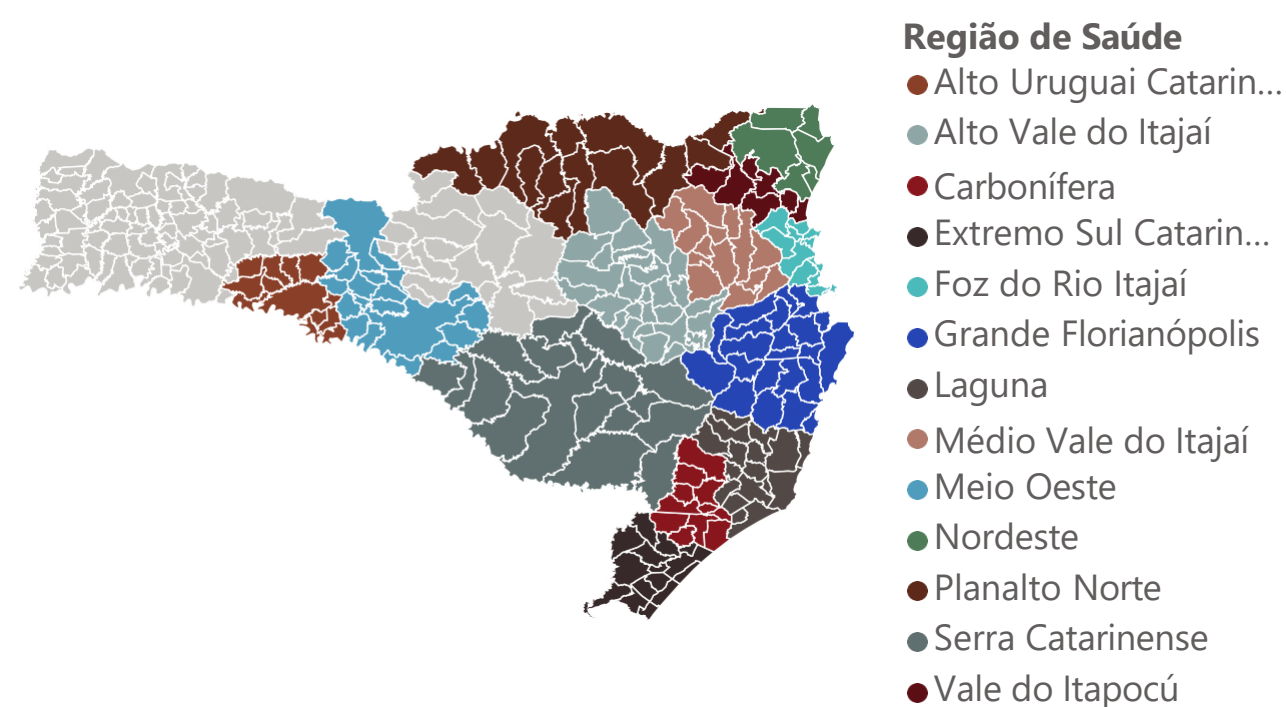 Região de Saúde
Alto Uruguai Catarin...
Alto Vale do Itajaí
Carbonífera
Extremo Sul Catarin...
Foz do Rio Itajaí
Grande Florianópolis
Laguna
Médio Vale do Itajaí
Meio Oeste
Nordeste
Planalto Norte
Serra Catarinense
Vale do Itapocú